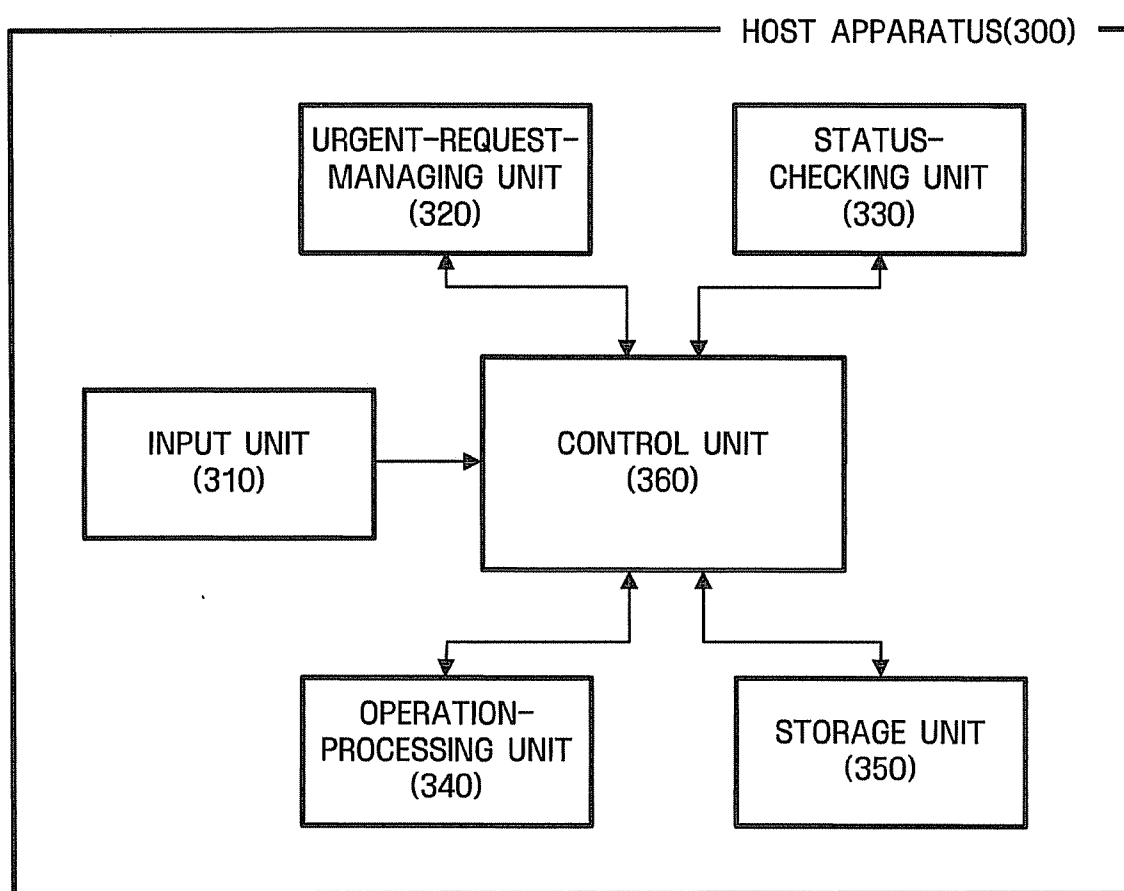 HOST APPARATUS(300)
URGENT-REQUEST-
MANAGING UNIT
(320)
STATUS-
CHECKING UNIT
(330)
INPUT UNIT
(310)
CONTROL UNIT
(360)
OPERATION-
PROCESSING UNIT
(340)
STORAGE UNIT
(350)